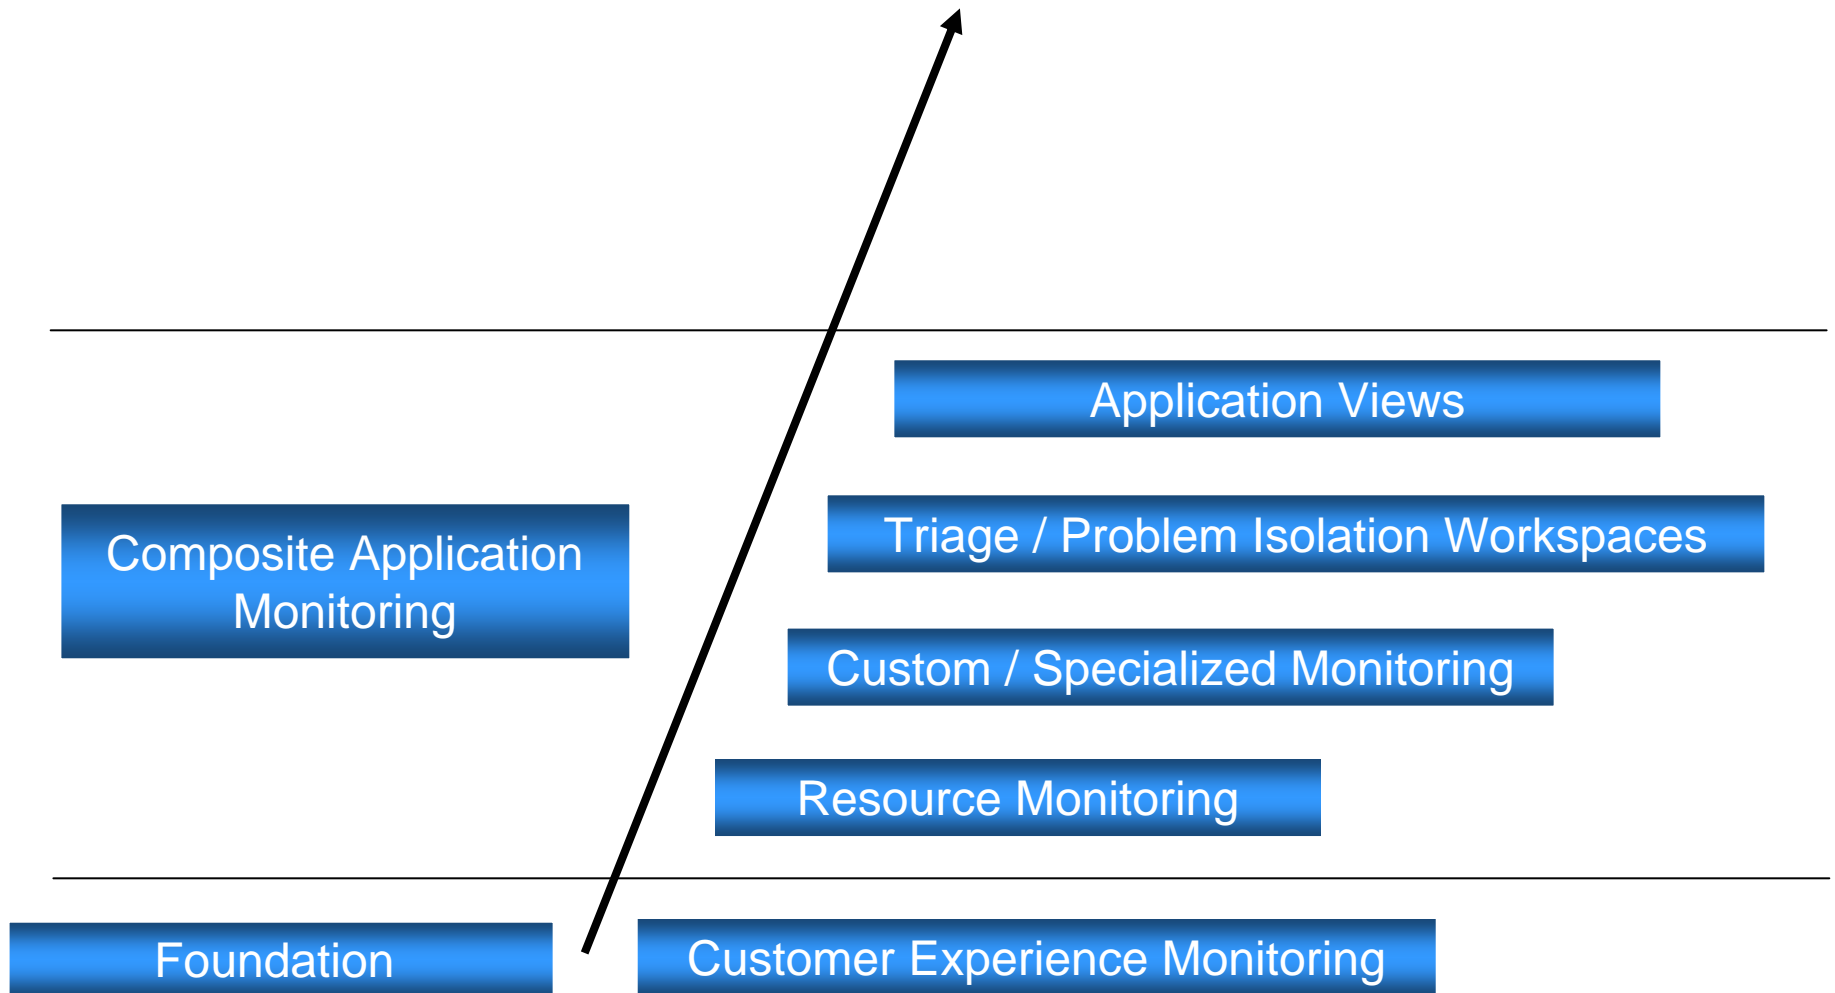 Application Views
Triage / Problem Isolation Workspaces
Composite Application
Monitoring
Custom / Specialized Monitoring
Resource Monitoring
Foundation
Customer Experience Monitoring